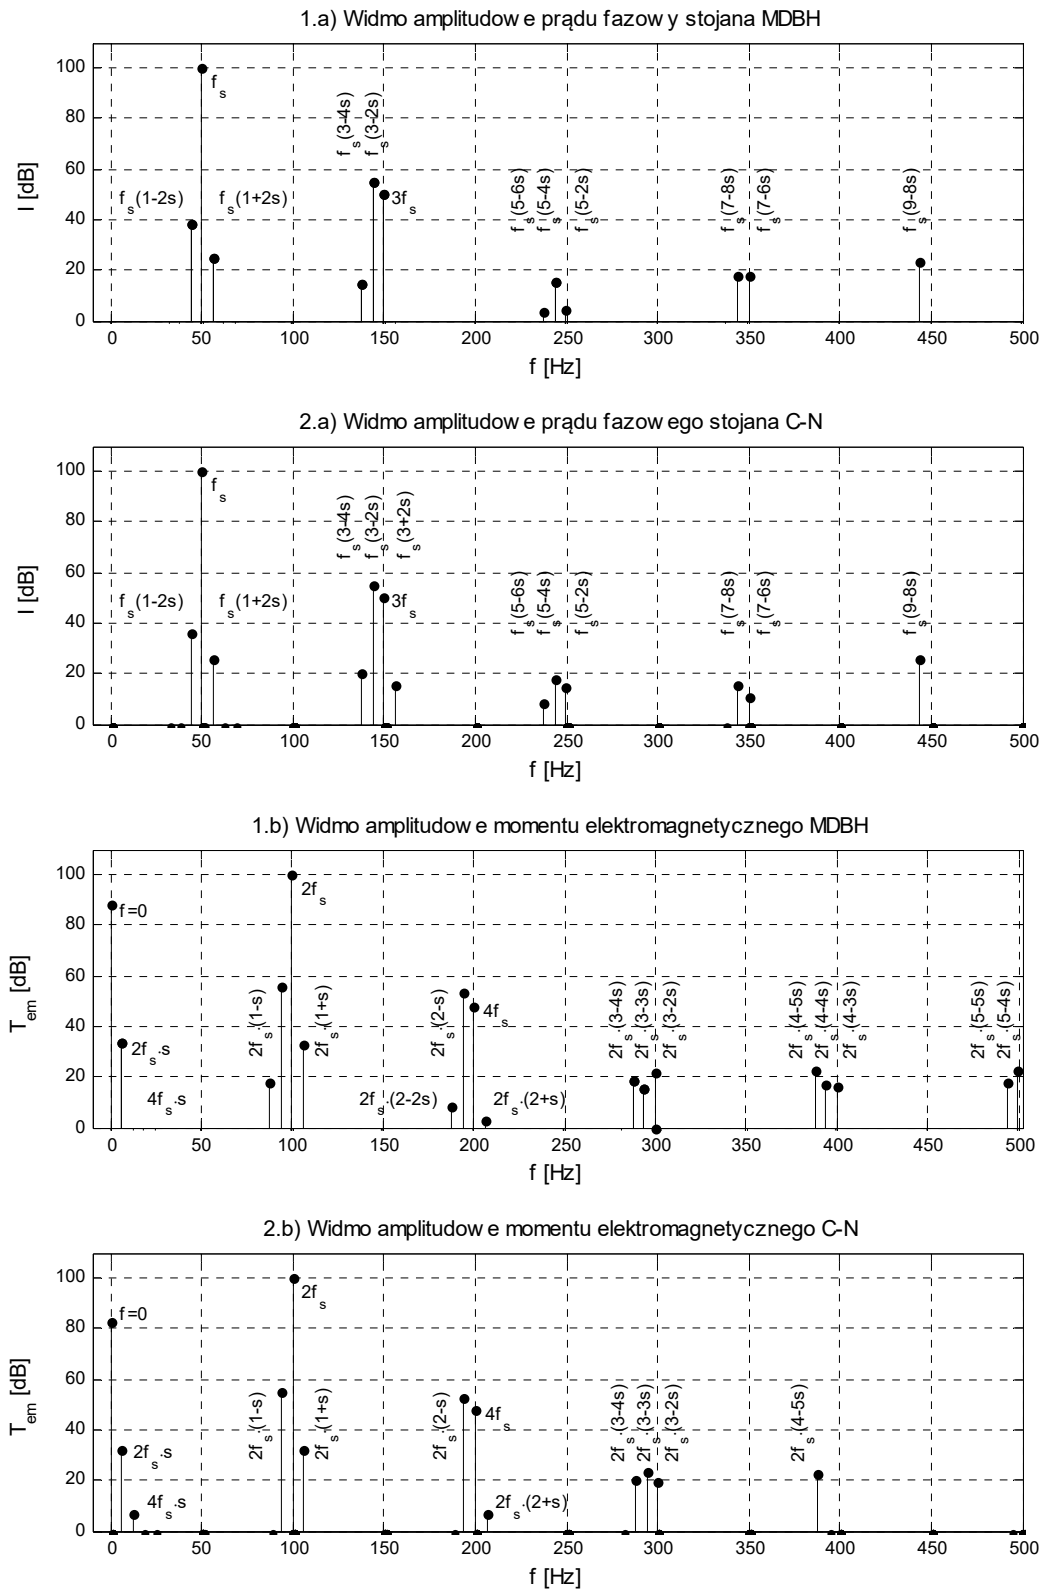 1.a) Widmo amplitudowe prądu fazowy stojana MDBH
I [dB]
100
80
60
40
20
0
f_s(1-2s)
f_s
f_s(1+2s)
f_s(3-4s)
f_s(3-2s)
3f_s
f_s(5-6s)
f_s(5-4s)
f_s(5-2s)
f_s(7-8s)
f_s(7-6s)
f_s(9-8s)
0 50 100 150 200 250 300 350 400 450 500
f [Hz]
2.a) Widmo amplitudowe prądu fazowego stojana C-N
I [dB]
100
80
60
40
20
0
f_s(1-2s)
f_s
f_s(1+2s)
f_s(3-4s)
f_s(3-2s)
f_s(3+2s)
3f_s
f_s(5-6s)
f_s(5-4s)
f_s(5-2s)
f_s(7-8s)
f_s(7-6s)
f_s(9-8s)
0 50 100 150 200 250 300 350 400 450 500
f [Hz]
1.b) Widmo amplitudowe momentu elektromagnetycznego MDBH
T_em [dB]
100
80
60
40
20
0
f=0
2f_s·s
4f_s·s
2f_s·(1-s)
2f_s
2f_s·(1+s)
2f_s·(2-2s)
2f_s·(2-s)
4f_s
2f_s·(2+s)
2f_s·(3-4s)
2f_s·(3-3s)
2f_s·(3-2s)
2f_s·(4-5s)
2f_s·(4-4s)
2f_s·(4-3s)
2f_s·(5-5s)
2f_s·(5-4s)
0 50 100 150 200 250 300 350 400 450 500
f [Hz]
2.b) Widmo amplitudowe momentu elektromagnetycznego C-N
T_em [dB]
100
80
60
40
20
0
f=0
2f_s·s
4f_s·s
2f_s·(1-s)
2f_s
2f_s·(1+s)
2f_s·(2-s)
4f_s
2f_s·(2+s)
2f_s·(3-4s)
2f_s·(3-3s)
2f_s·(3-2s)
2f_s·(4-5s)
0 50 100 150 200 250 300 350 400 450 500
f [Hz]